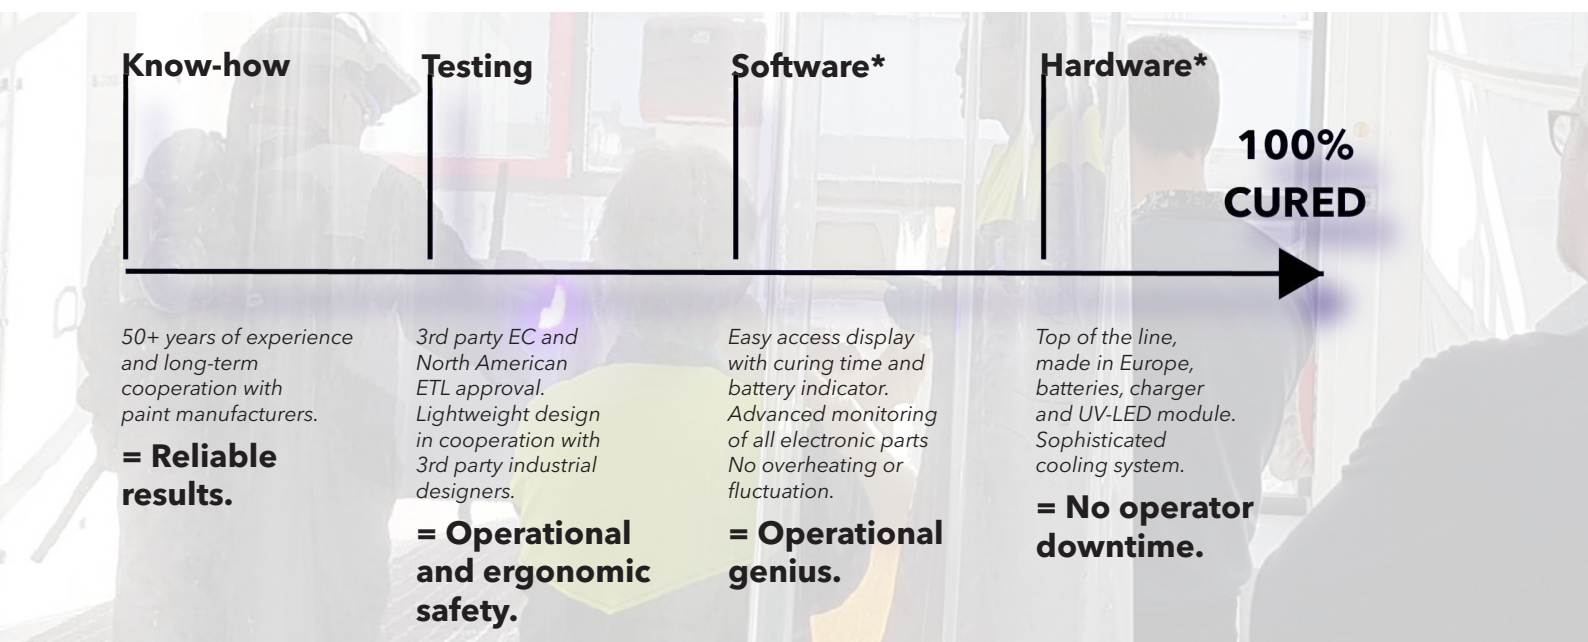 Know-how
Testing
Software*
Hardware*
100%
CURED
50+ years of experience
and long-term
cooperation with
paint manufacturers.
= Reliable
results.
3rd party EC and
North American
ETL approval.
Lightweight design
in cooperation with
3rd party industrial
designers.
= Operational
and ergonomic
safety.
Easy access display
with curing time and
battery indicator.
Advanced monitoring
of all electronic parts
No overheating or
fluctuation.
= Operational
genius.
Top of the line,
made in Europe,
batteries, charger
and UV-LED module.
Sophisticated
cooling system.
= No operator
downtime.